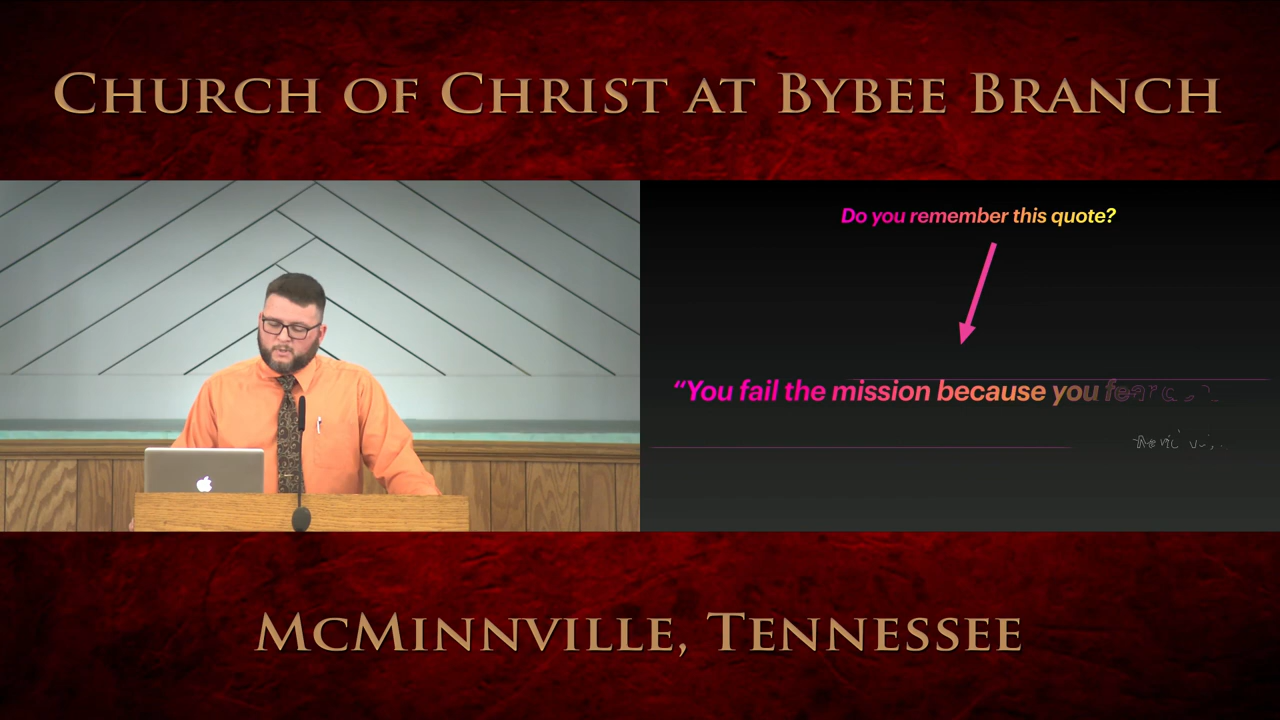 CHURCH OF CHRIST AT BYBEE BRANCH
Do you remember this quote?
“You fail the mission because you
MCMINNVILLE, TENNESSEE